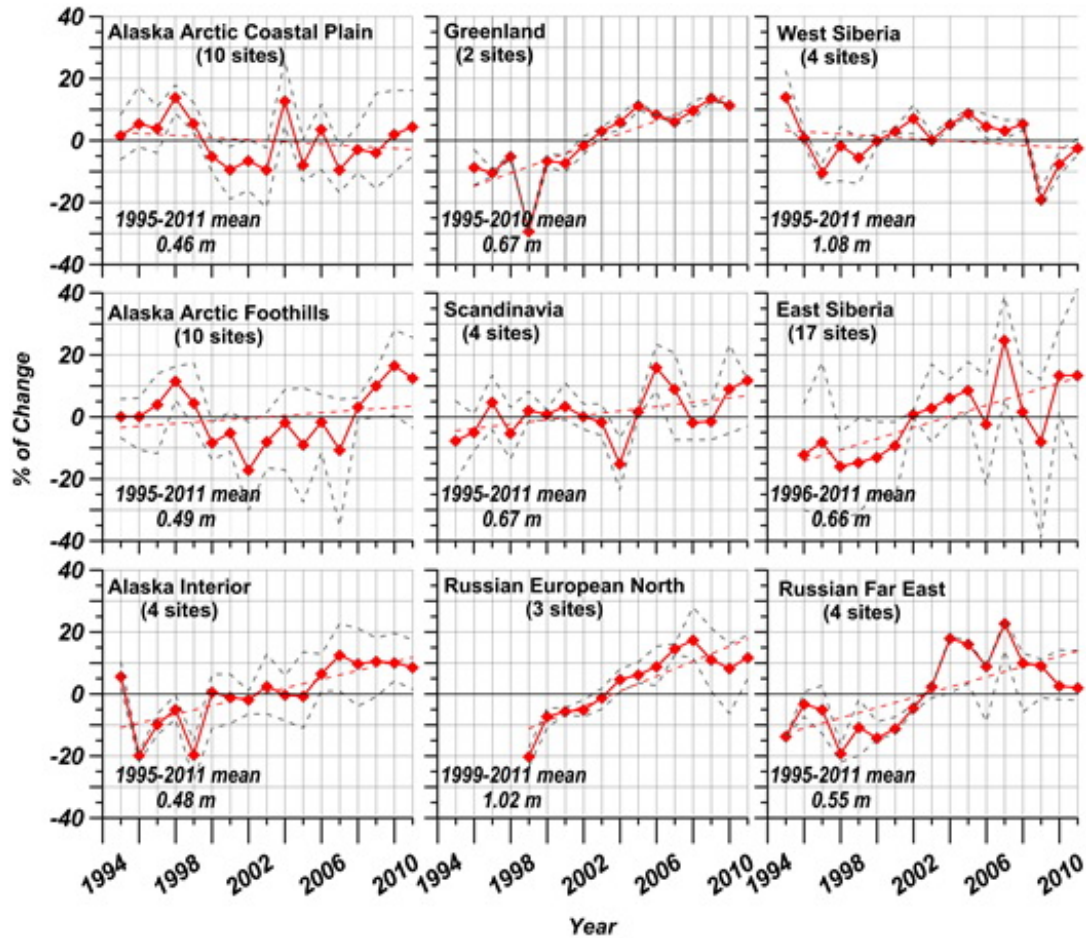 40
20
0
-20
-40
Alaska Arctic Coastal Plain
(10 sites)
1995-2011 mean
0.46 m
Greenland
(2 sites)
1995-2010 mean
0.67 m
West Siberia
(4 sites)
1995-2011 mean
1.08 m
% of Change
40
20
0
-20
-40
Alaska Arctic Foothills
(10 sites)
1995-2011 mean
0.49 m
Scandinavia
(4 sites)
1995-2011 mean
0.67 m
East Siberia
(17 sites)
1996-2011 mean
0.66 m
40
20
0
-20
-40
Alaska Interior
(4 sites)
1995-2011 mean
0.48 m
Russian European North
(3 sites)
1999-2011 mean
1.02 m
Russian Far East
(4 sites)
1995-2011 mean
0.55 m
1994 1998 2002 2006 2010 1994 1998 2002 2006 2010 1994 1998 2002 2006 2010
Year